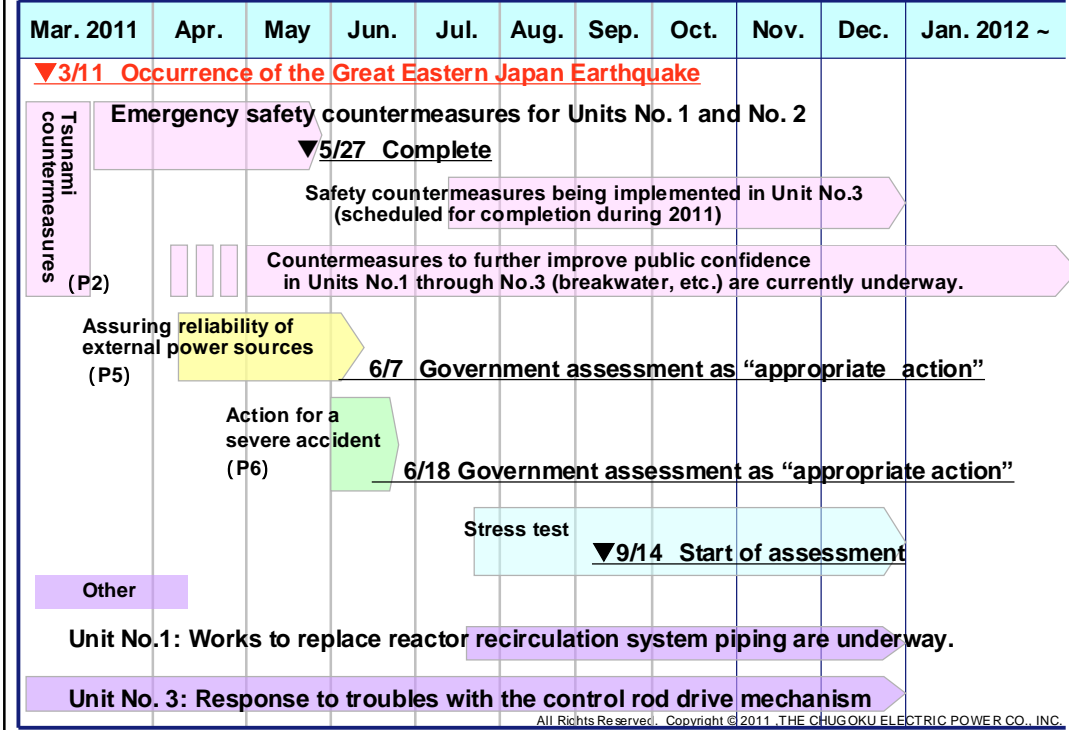 Mar. 2011 Apr. May Jun. Jul. Aug. Sep. Oct. Nov. Dec. Jan. 2012 ~
▼3/11 Occurrence of the Great Eastern Japan Earthquake
Tsunami countermeasures
(P2)
Emergency safety countermeasures for Units No. 1 and No. 2
▼5/27 Complete
Safety countermeasures being implemented in Unit No.3
(scheduled for completion during 2011)
Countermeasures to further improve public confidence
in Units No.1 through No.3 (breakwater, etc.) are currently underway.
Assuring reliability of
external power sources
(P5)
6/7 Government assessment as “appropriate action”
Action for a
severe accident
(P6)
6/18 Government assessment as “appropriate action”
Stress test
▼9/14 Start of assessment
Other
Unit No.1: Works to replace reactor recirculation system piping are underway.
Unit No. 3: Response to troubles with the control rod drive mechanism
All Rights Reserved. Copyright © 2011 ,THE CHUGOKU ELECTRIC POWER CO., INC.